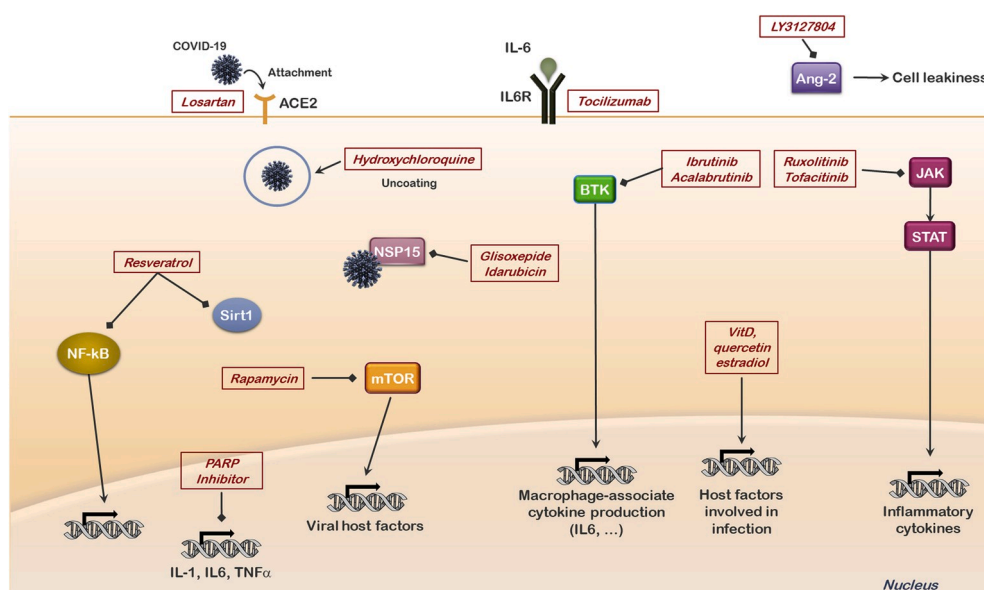 LY3127804
COVID-19
Attachment
Losartan
ACE2
IL-6
IL6R
Tocilizumab
Ang-2
Cell leakiness
Hydroxychloroquine
Uncoating
BTK
Ibrutinib
Acalabrutinib
Ruxolitinib
Tofacitinib
JAK
STAT
NSP15
Glisoxepide
Idarubicin
Resveratrol
Sirt1
NF-kB
Rapamycin
mTOR
VitD,
quercetin
estradiol
PARP
Inhibitor
IL-1, IL6, TNFα
Viral host factors
Macrophage-associate
cytokine production
(IL6, ...)
Host factors
involved in
infection
Inflammatory
cytokines
Nucleus